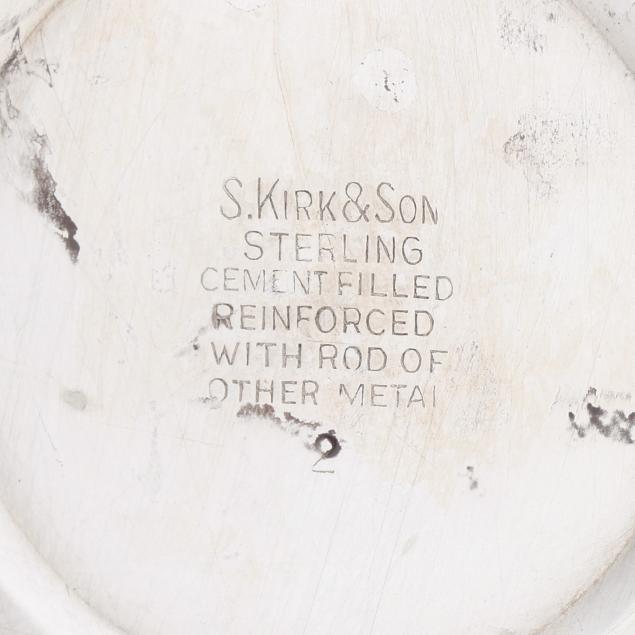 S. KIRK & SON
STERLING
CEMENT FILLED
REINFORCED
WITH ROD OF
OTHER METAL
2